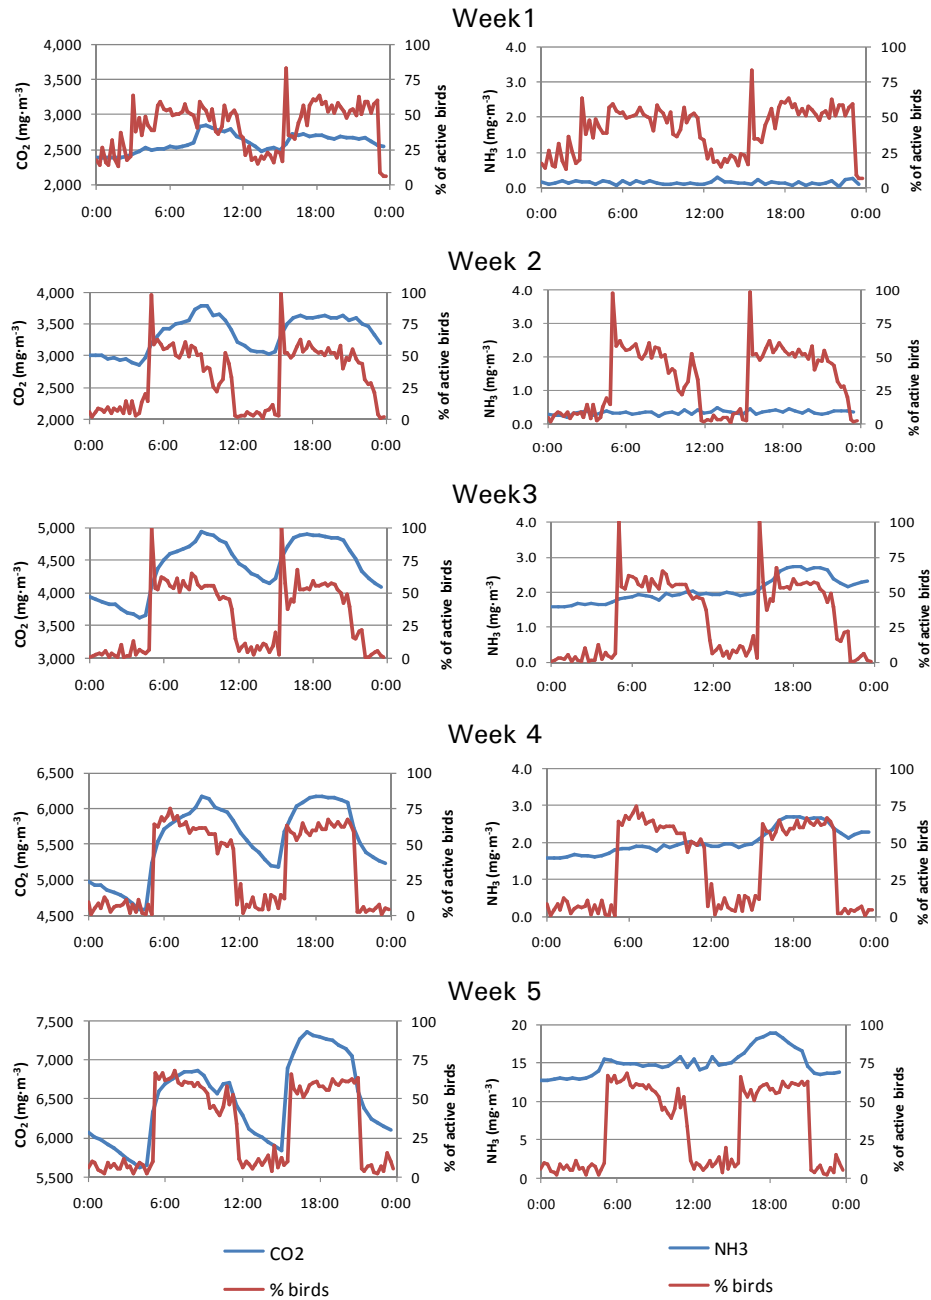 Week1
4,000
3,500
3,000
2,500
2,000
CO2 (mg·m-3)
100
75
50
25
0
% of active birds
0:00 6:00 12:00 18:00 0:00
4.0
3.0
2.0
1.0
0.0
NH3 (mg·m-3)
100
75
50
25
0
% of active birds
0:00 6:00 12:00 18:00 0:00
Week 2
4,000
3,500
3,000
2,500
2,000
CO2 (mg·m-3)
100
75
50
25
0
% of active birds
0:00 6:00 12:00 18:00 0:00
4.0
3.0
2.0
1.0
0.0
NH3 (mg·m-3)
100
75
50
25
0
% of active birds
0:00 6:00 12:00 18:00 0:00
Week3
5,000
4,500
4,000
3,500
3,000
CO2 (mg·m-3)
100
75
50
25
0
% of active birds
0:00 6:00 12:00 18:00 0:00
4.0
3.0
2.0
1.0
0.0
NH3 (mg·m-3)
100
75
50
25
0
% of active birds
0:00 6:00 12:00 18:00 0:00
Week 4
6,500
6,000
5,500
5,000
4,500
CO2 (mg·m-3)
100
75
50
25
0
% of active birds
0:00 6:00 12:00 18:00 0:00
4.0
3.0
2.0
1.0
0.0
NH3 (mg·m-3)
100
75
50
25
0
% of active birds
0:00 6:00 12:00 18:00 0:00
Week 5
7,500
7,000
6,500
6,000
5,500
CO2 (mg·m-3)
100
75
50
25
0
% of active birds
0:00 6:00 12:00 18:00 0:00
20
15
10
5
0
NH3 (mg·m-3)
100
75
50
25
0
% of active birds
0:00 6:00 12:00 18:00 0:00
CO2
% birds
NH3
% birds